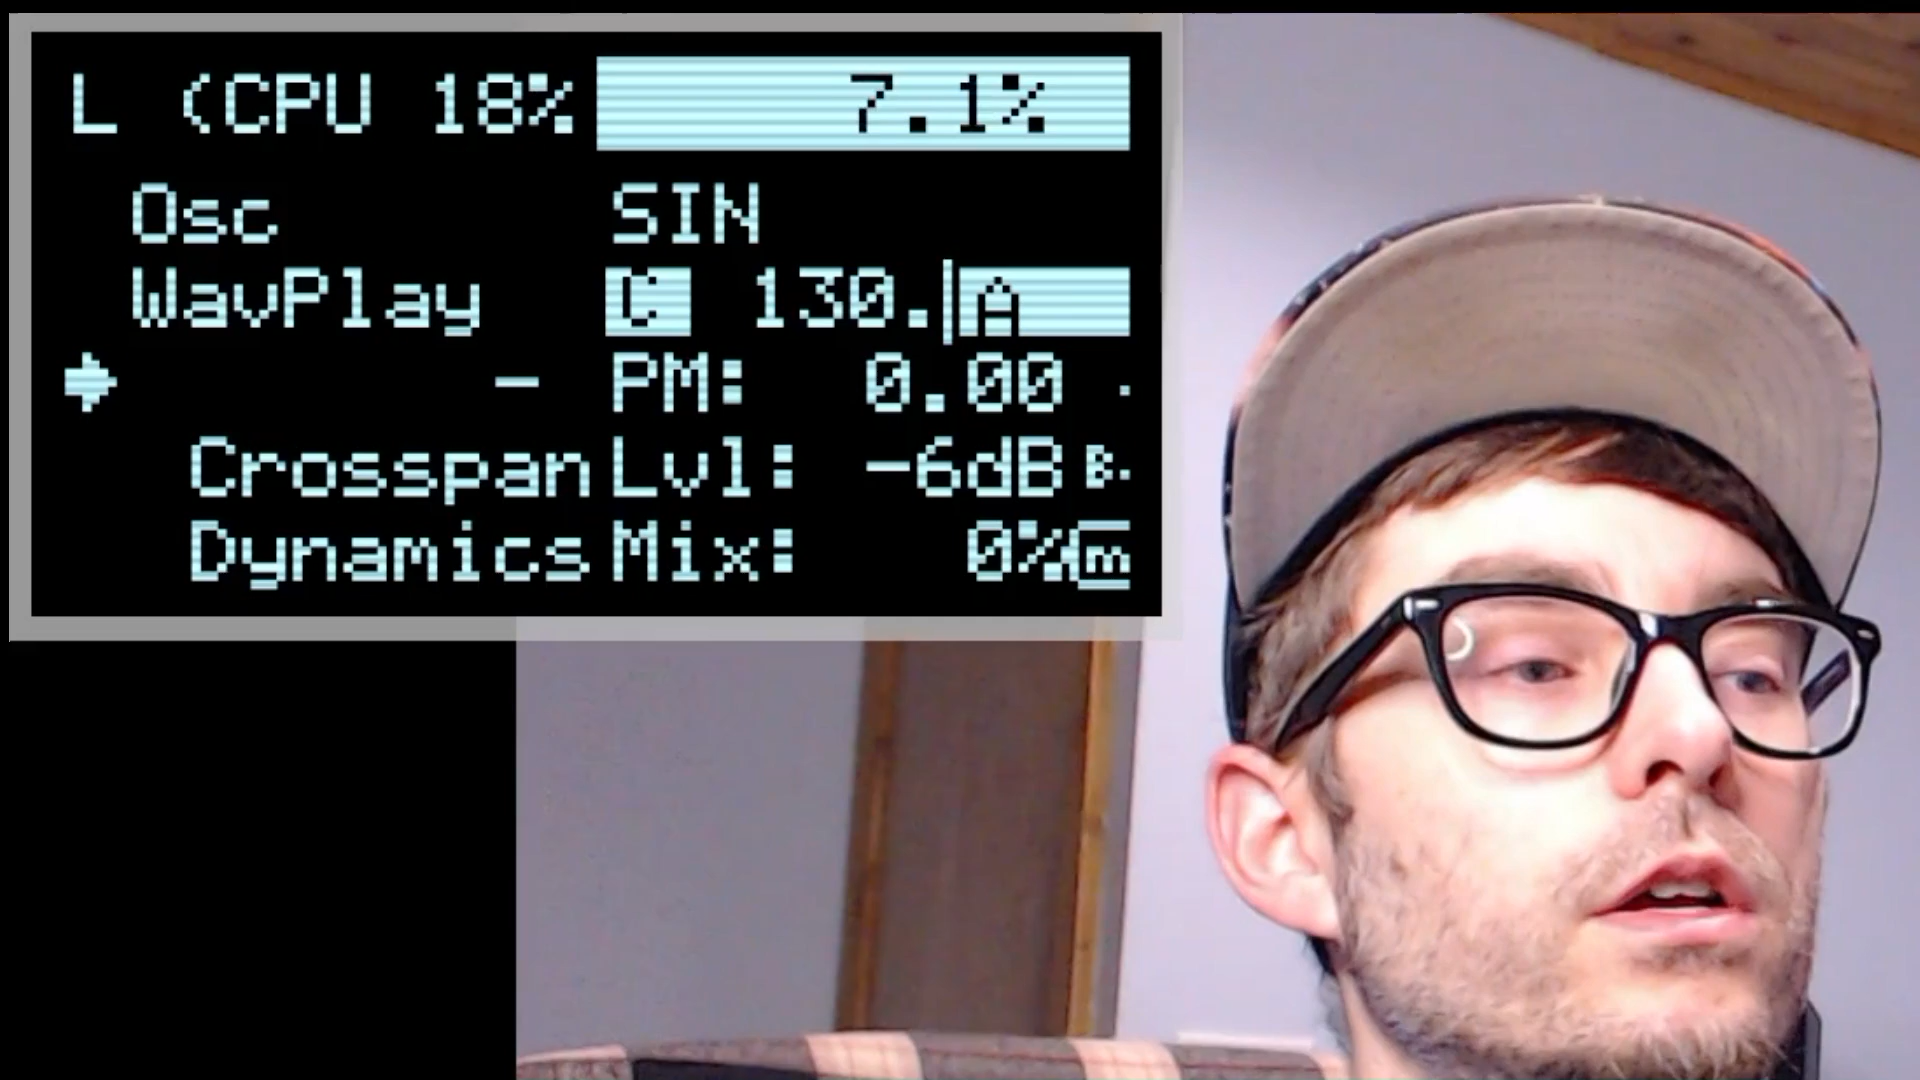 L (CPU 18% 7.1%
Osc SIN
WavPlay C 130. A
- PM: 0.00
Crosspan Lvl: -6dB
Dynamics Mix: 0% m